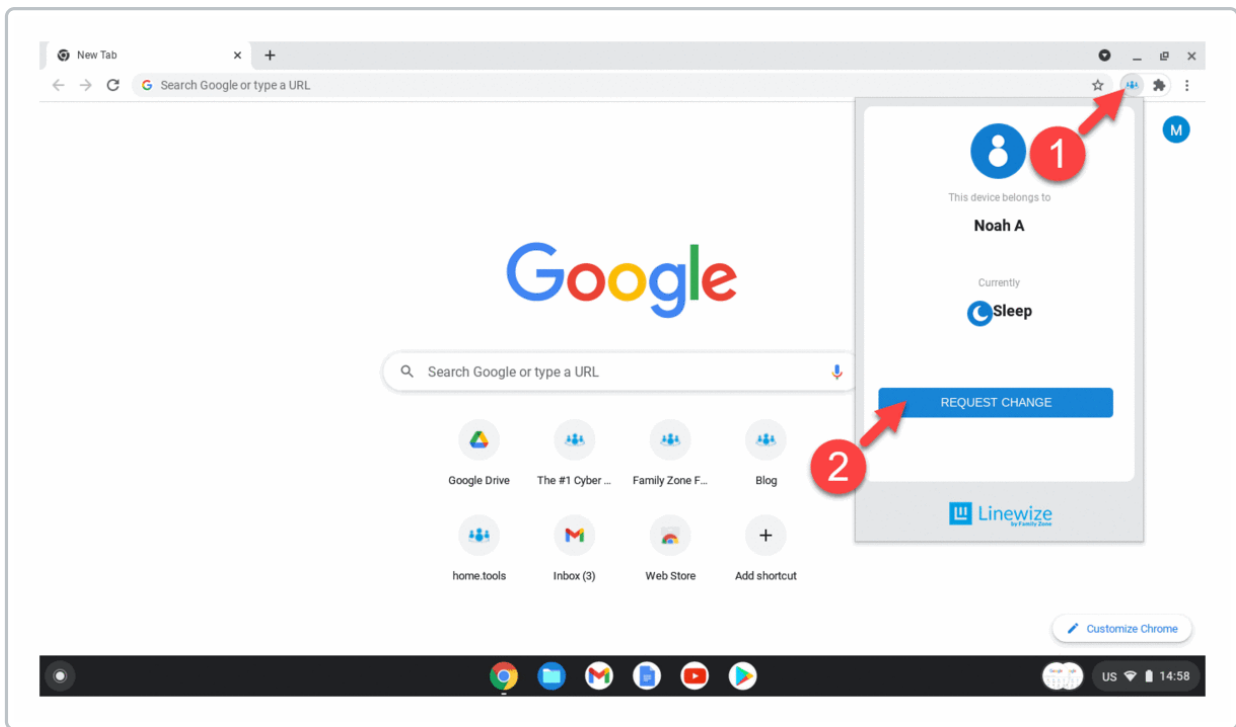 New Tab
Search Google or type a URL
1
M
This device belongs to
Noah A
Currently
Sleep
Google
Search Google or type a URL
REQUEST CHANGE
2
Google Drive
The #1 Cyber ...
Family Zone F...
Blog
Linewize
by Family Zone
home.tools
Inbox (3)
Web Store
Add shortcut
Customize Chrome
US
14:58